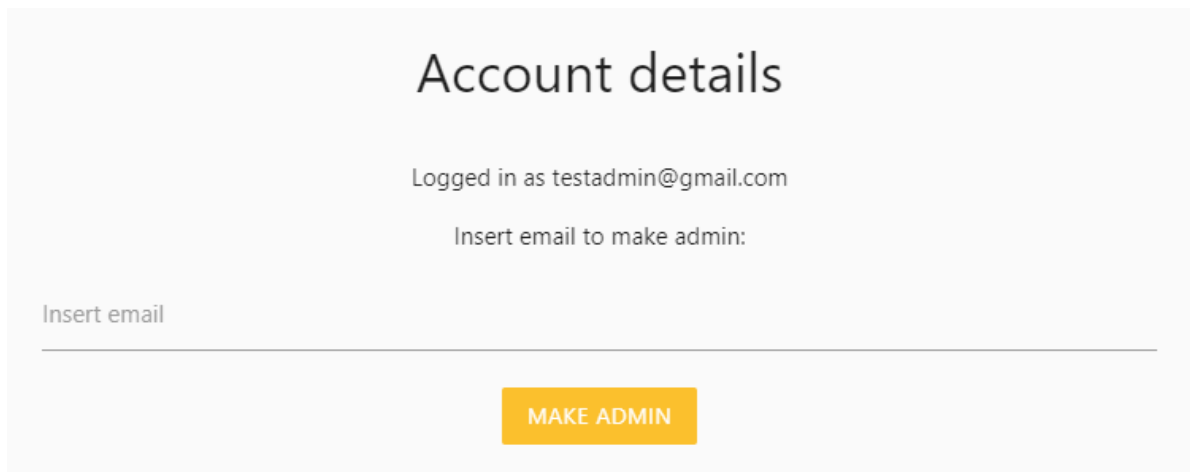 Account details
Logged in as testadmin@gmail.com
Insert email to make admin:
Insert email
MAKE ADMIN